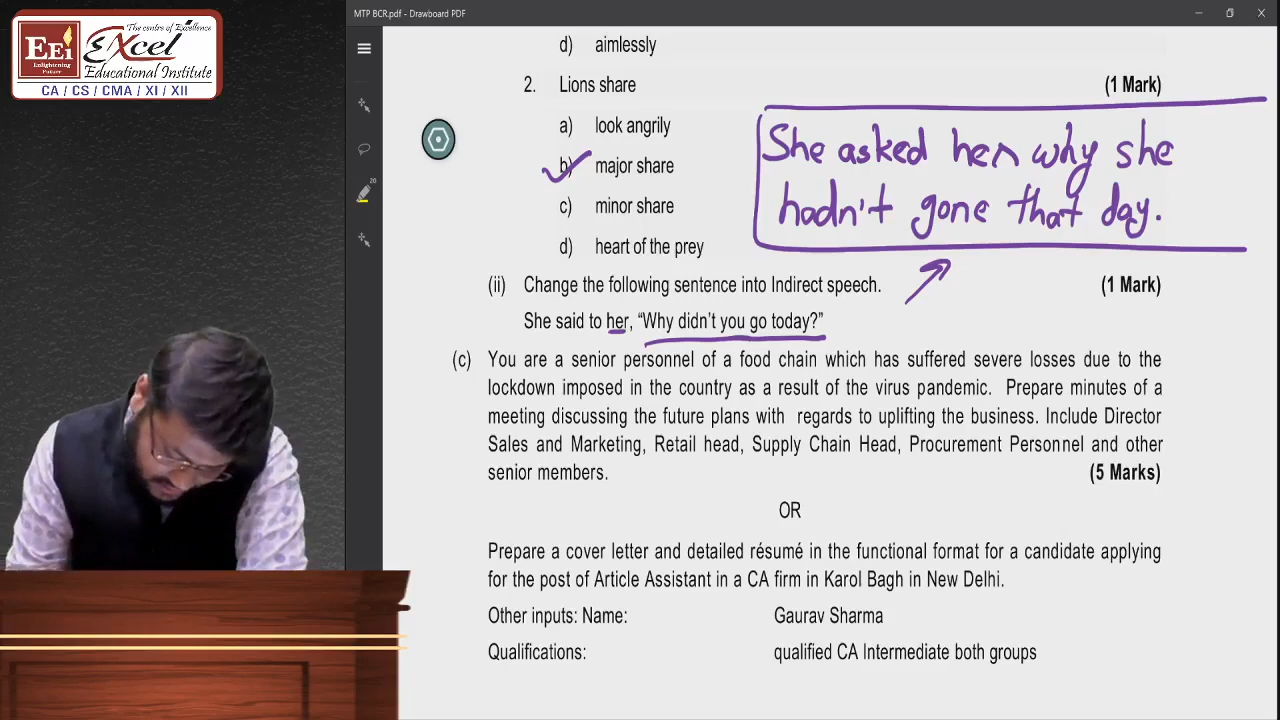 MTP BCR.pdf - Drawboard PDF
The centre of Excellence
EEi
Enlightening
Future
Excel
Educational Institute
CA / CS / CMA / XI / XII
20
d) aimlessly
2. Lions share (1 Mark)
a) look angrily
b) major share
c) minor share
d) heart of the prey
She asked her why she
hadn't gone that day.
(ii) Change the following sentence into Indirect speech. (1 Mark)
She said to her, “Why didn’t you go today?”
(c) You are a senior personnel of a food chain which has suffered severe losses due to the
lockdown imposed in the country as a result of the virus pandemic. Prepare minutes of a
meeting discussing the future plans with regards to uplifting the business. Include Director
Sales and Marketing, Retail head, Supply Chain Head, Procurement Personnel and other
senior members. (5 Marks)
OR
Prepare a cover letter and detailed résumé in the functional format for a candidate applying
for the post of Article Assistant in a CA firm in Karol Bagh in New Delhi.
Other inputs: Name: Gaurav Sharma
Qualifications: qualified CA Intermediate both groups